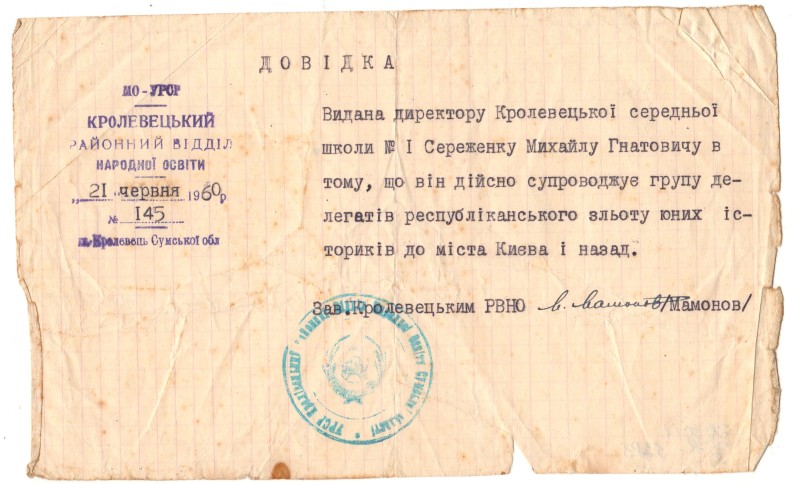 ДОВІДКА
МО-УРСР
КРОЛЕВЕЦЬКИЙ
РАЙОННИЙ ВІДДІЛ
НАРОДНОЇ ОСВІТИ
„21 червня 1960р
№ 145
м. Кролевець Сумської обл
Видана директору Кролевецької середньої
школи № І Сереженку Михайлу Гнатовичу в
тому, що він дійсно супроводжує групу де-
легатів республіканського зльоту юних іс-
ториків до міста Києва і назад.
Зав.Кролевецьким РВНО /Мамонов/
УРСР